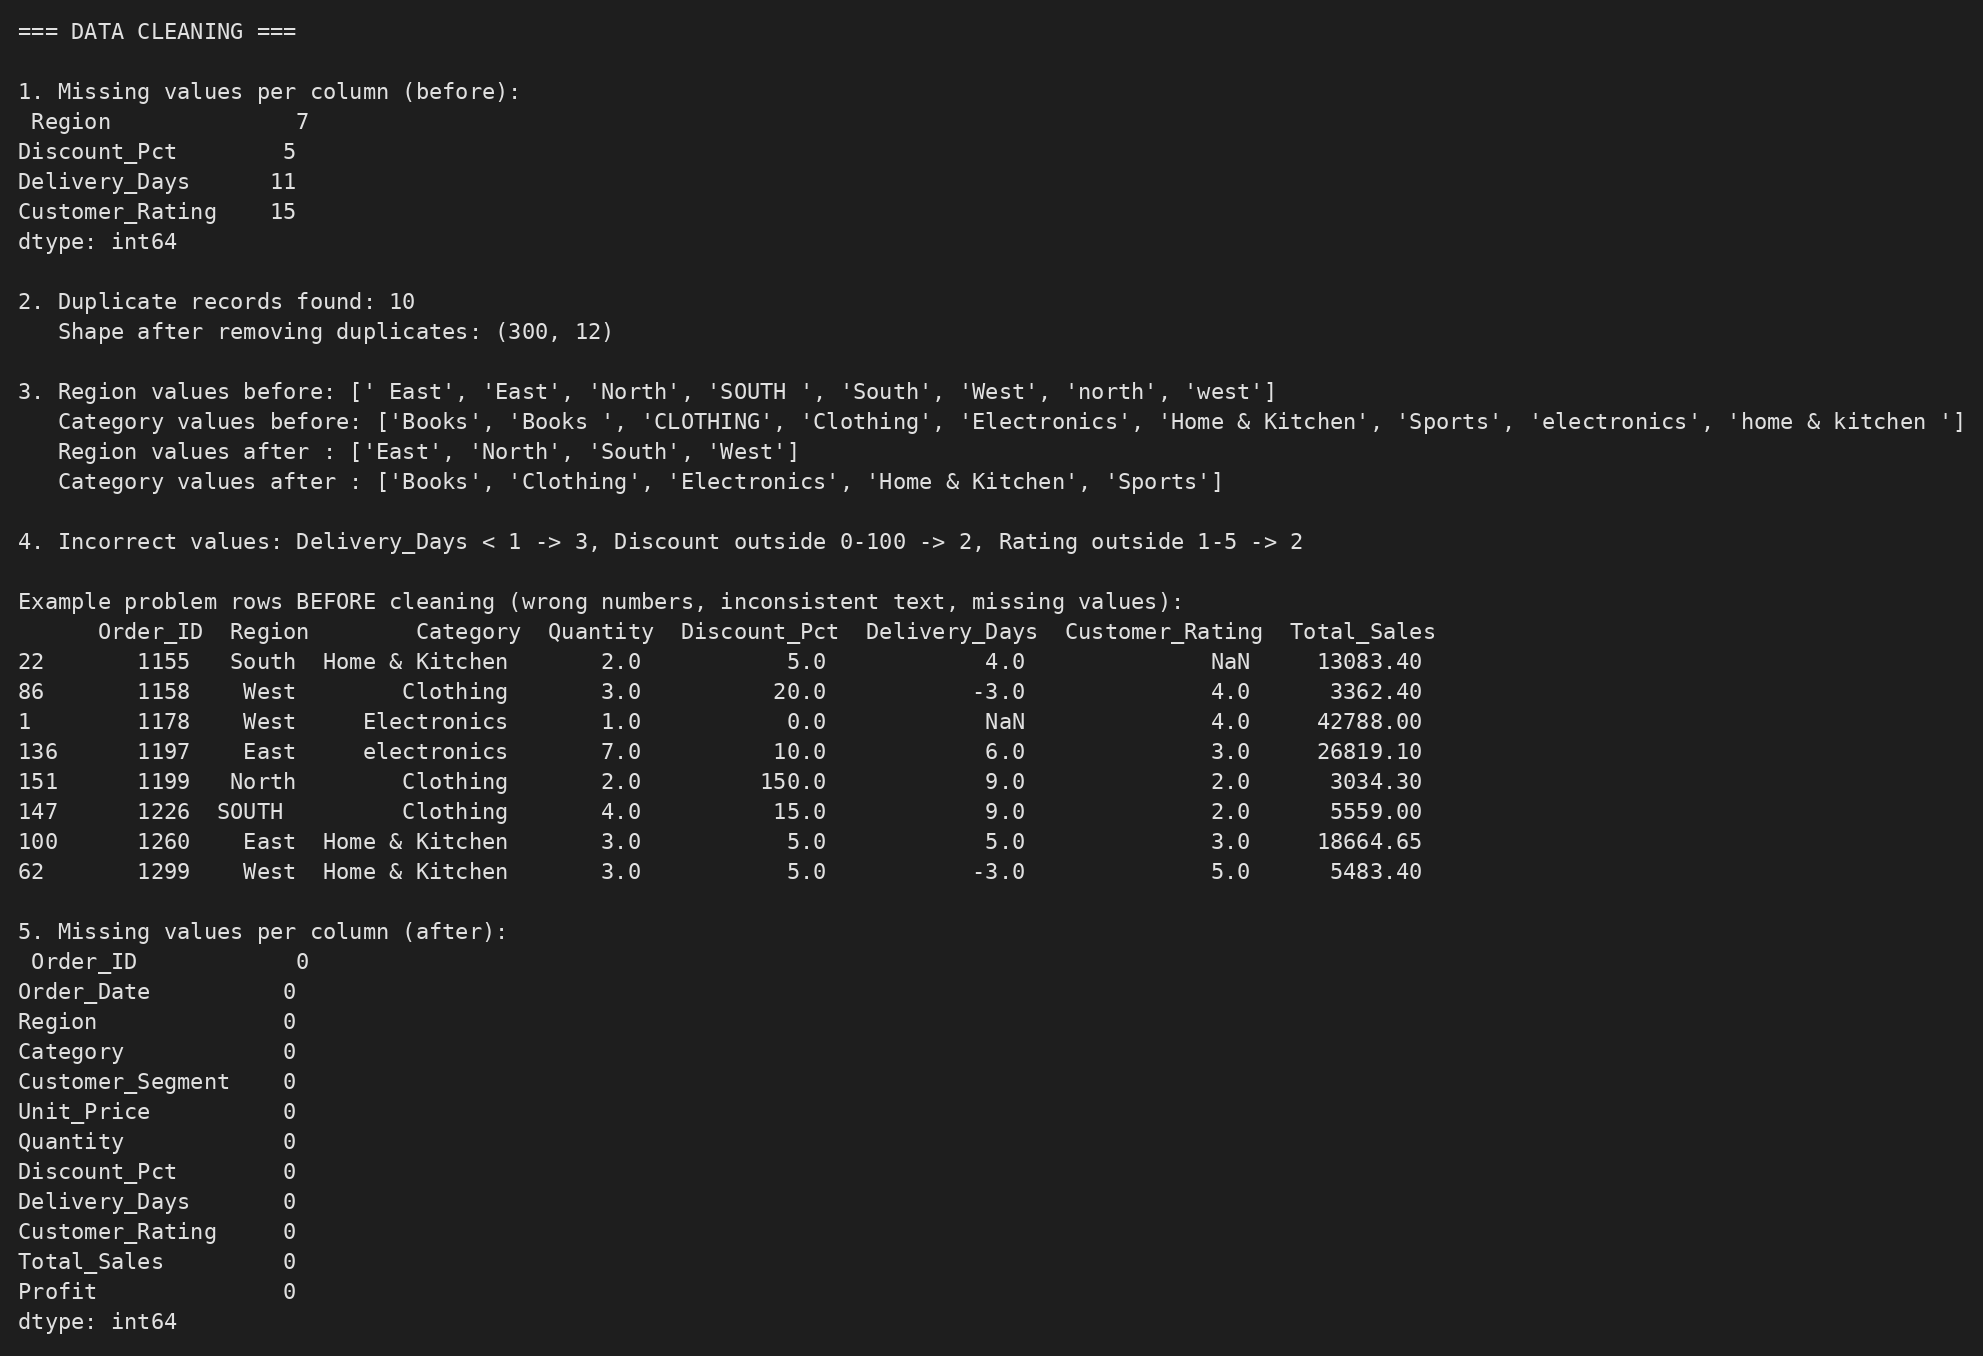 === DATA CLEANING ===

1. Missing values per column (before):
 Region              7
Discount_Pct        5
Delivery_Days      11
Customer_Rating    15
dtype: int64

2. Duplicate records found: 10
   Shape after removing duplicates: (300, 12)

3. Region values before: [' East', 'East', 'North', 'SOUTH ', 'South', 'West', 'north', 'west']
   Category values before: ['Books', 'Books ', 'CLOTHING', 'Clothing', 'Electronics', 'Home & Kitchen', 'Sports', 'electronics', 'home & kitchen ']
   Region values after : ['East', 'North', 'South', 'West']
   Category values after : ['Books', 'Clothing', 'Electronics', 'Home & Kitchen', 'Sports']

4. Incorrect values: Delivery_Days < 1 -> 3, Discount outside 0-100 -> 2, Rating outside 1-5 -> 2

Example problem rows BEFORE cleaning (wrong numbers, inconsistent text, missing values):
      Order_ID  Region        Category  Quantity  Discount_Pct  Delivery_Days  Customer_Rating  Total_Sales
22       1155   South  Home & Kitchen       2.0           5.0            4.0              NaN     13083.40
86       1158    West        Clothing       3.0          20.0           -3.0              4.0      3362.40
1        1178    West     Electronics       1.0           0.0            NaN              4.0     42788.00
136      1197    East     electronics       7.0          10.0            6.0              3.0     26819.10
151      1199   North        Clothing       2.0         150.0            9.0              2.0      3034.30
147      1226  SOUTH         Clothing       4.0          15.0            9.0              2.0      5559.00
100      1260    East  Home & Kitchen       3.0           5.0            5.0              3.0     18664.65
62       1299    West  Home & Kitchen       3.0           5.0           -3.0              5.0      5483.40

5. Missing values per column (after):
 Order_ID            0
Order_Date          0
Region              0
Category            0
Customer_Segment    0
Unit_Price          0
Quantity            0
Discount_Pct        0
Delivery_Days       0
Customer_Rating     0
Total_Sales         0
Profit              0
dtype: int64